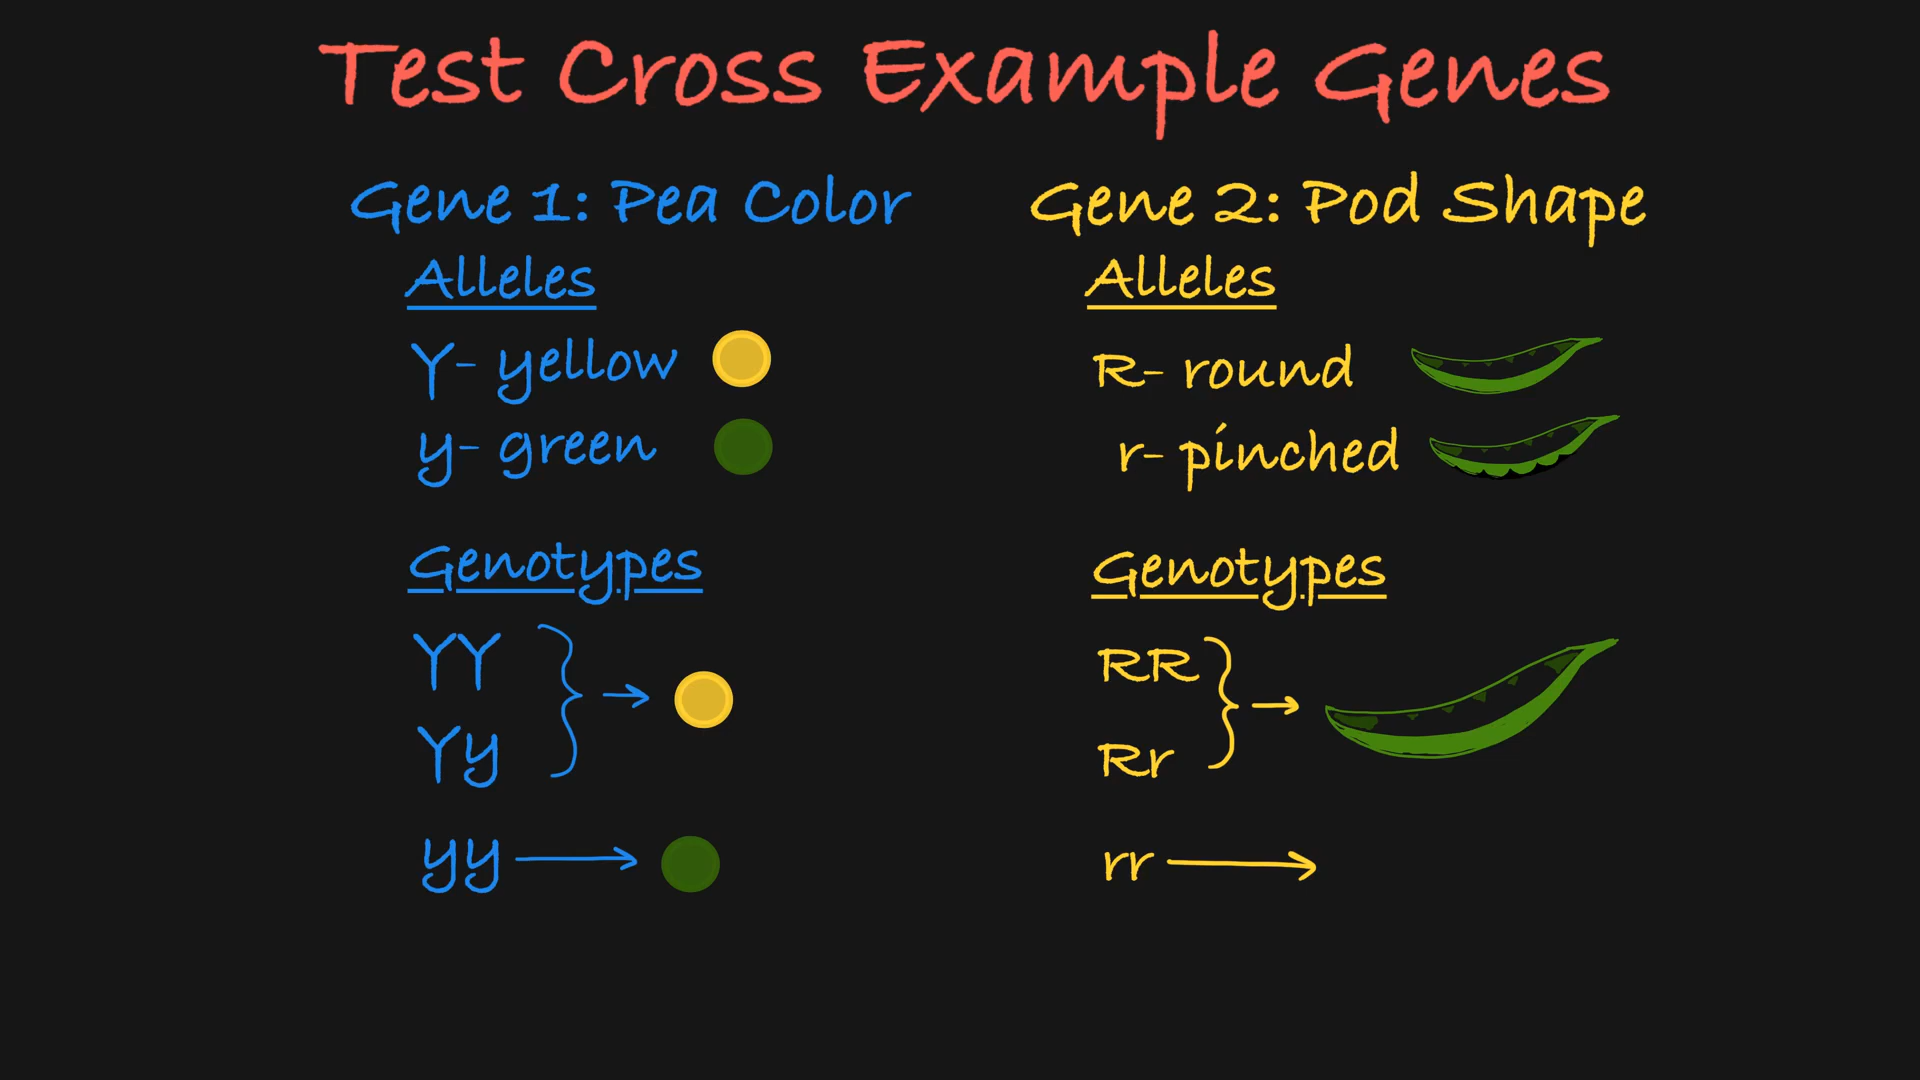 Test Cross Example Genes
Gene 1: Pea Color
Alleles
Y- yellow
y- green
Genotypes
YY
Yy
yy
Gene 2: Pod Shape
Alleles
R- round
r- pinched
Genotypes
RR
Rr
rr